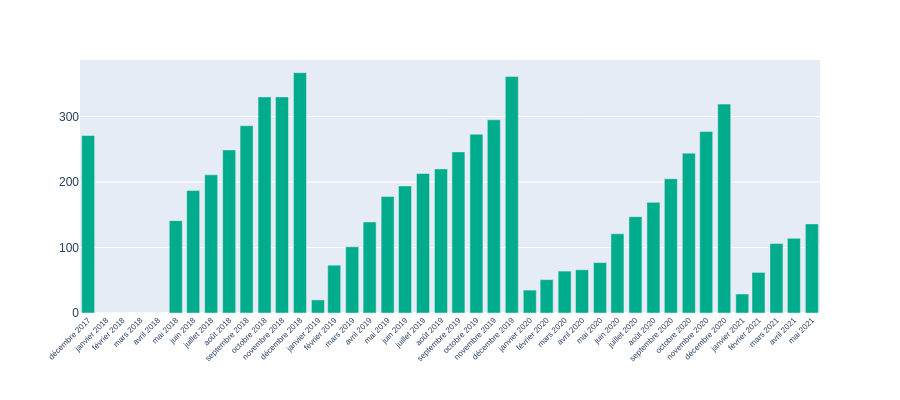 300
200
100
0
décembre 2017
janvier 2018
février 2018
mars 2018
avril 2018
mai 2018
juin 2018
juillet 2018
août 2018
septembre 2018
octobre 2018
novembre 2018
décembre 2018
janvier 2019
février 2019
mars 2019
avril 2019
mai 2019
juin 2019
juillet 2019
août 2019
septembre 2019
octobre 2019
novembre 2019
décembre 2019
janvier 2020
février 2020
mars 2020
avril 2020
mai 2020
juin 2020
juillet 2020
août 2020
septembre 2020
octobre 2020
novembre 2020
décembre 2020
janvier 2021
février 2021
mars 2021
avril 2021
mai 2021